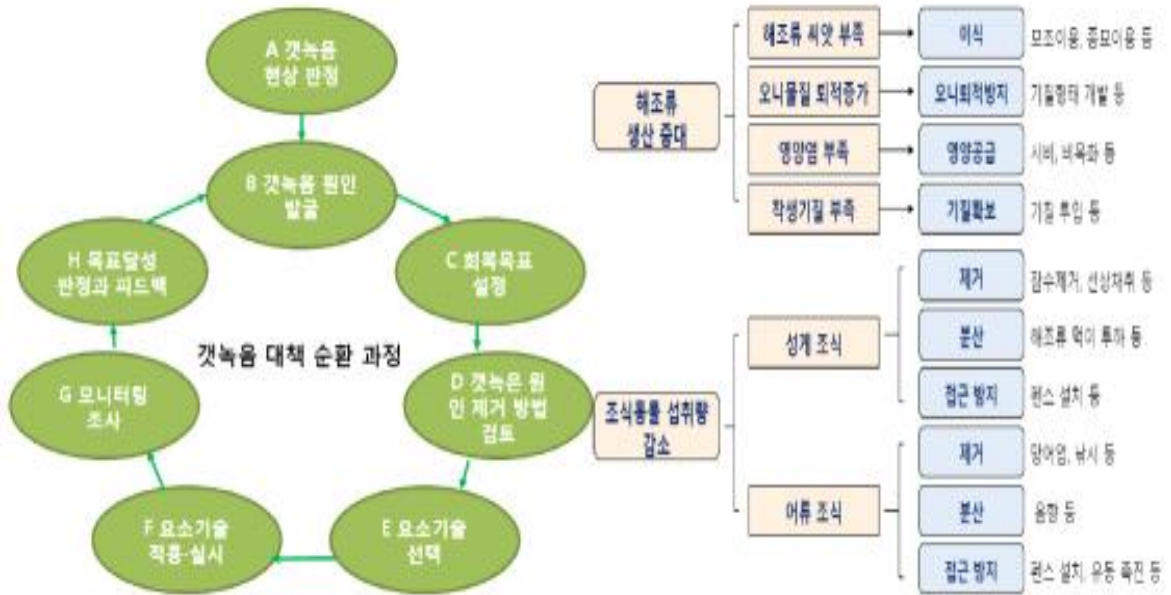 A 갯녹음
현상 판정
B 갯녹음 원인
발굴
C 회복목표
설정
D 갯녹은 원
인 제거 방법
검토
E 요소기술
선택
F 요소기술
적용·실시
G 모니터링
조사
H 목표달성
판정과 피드백
갯녹음 대책 순환 과정
해조류
생산 증대
해조류 씨앗 부족
이식
모조이용, 종묘이용 등
오니물질 퇴적증가
오니퇴적방지
기질형태 개발 등
영양염 부족
영양공급
시비, 비옥화 등
착생기질 부족
기질확보
기질 투입 등
조식동물 섭취량
감소
성게 조식
제거
잠수제거, 선상채취 등
분산
해조류 먹이 투하 등
접근 방지
펜스 설치 등
어류 조식
제거
망어업, 낚시 등
분산
음향 등
접근 방지
펜스 설치, 유동 촉진 등